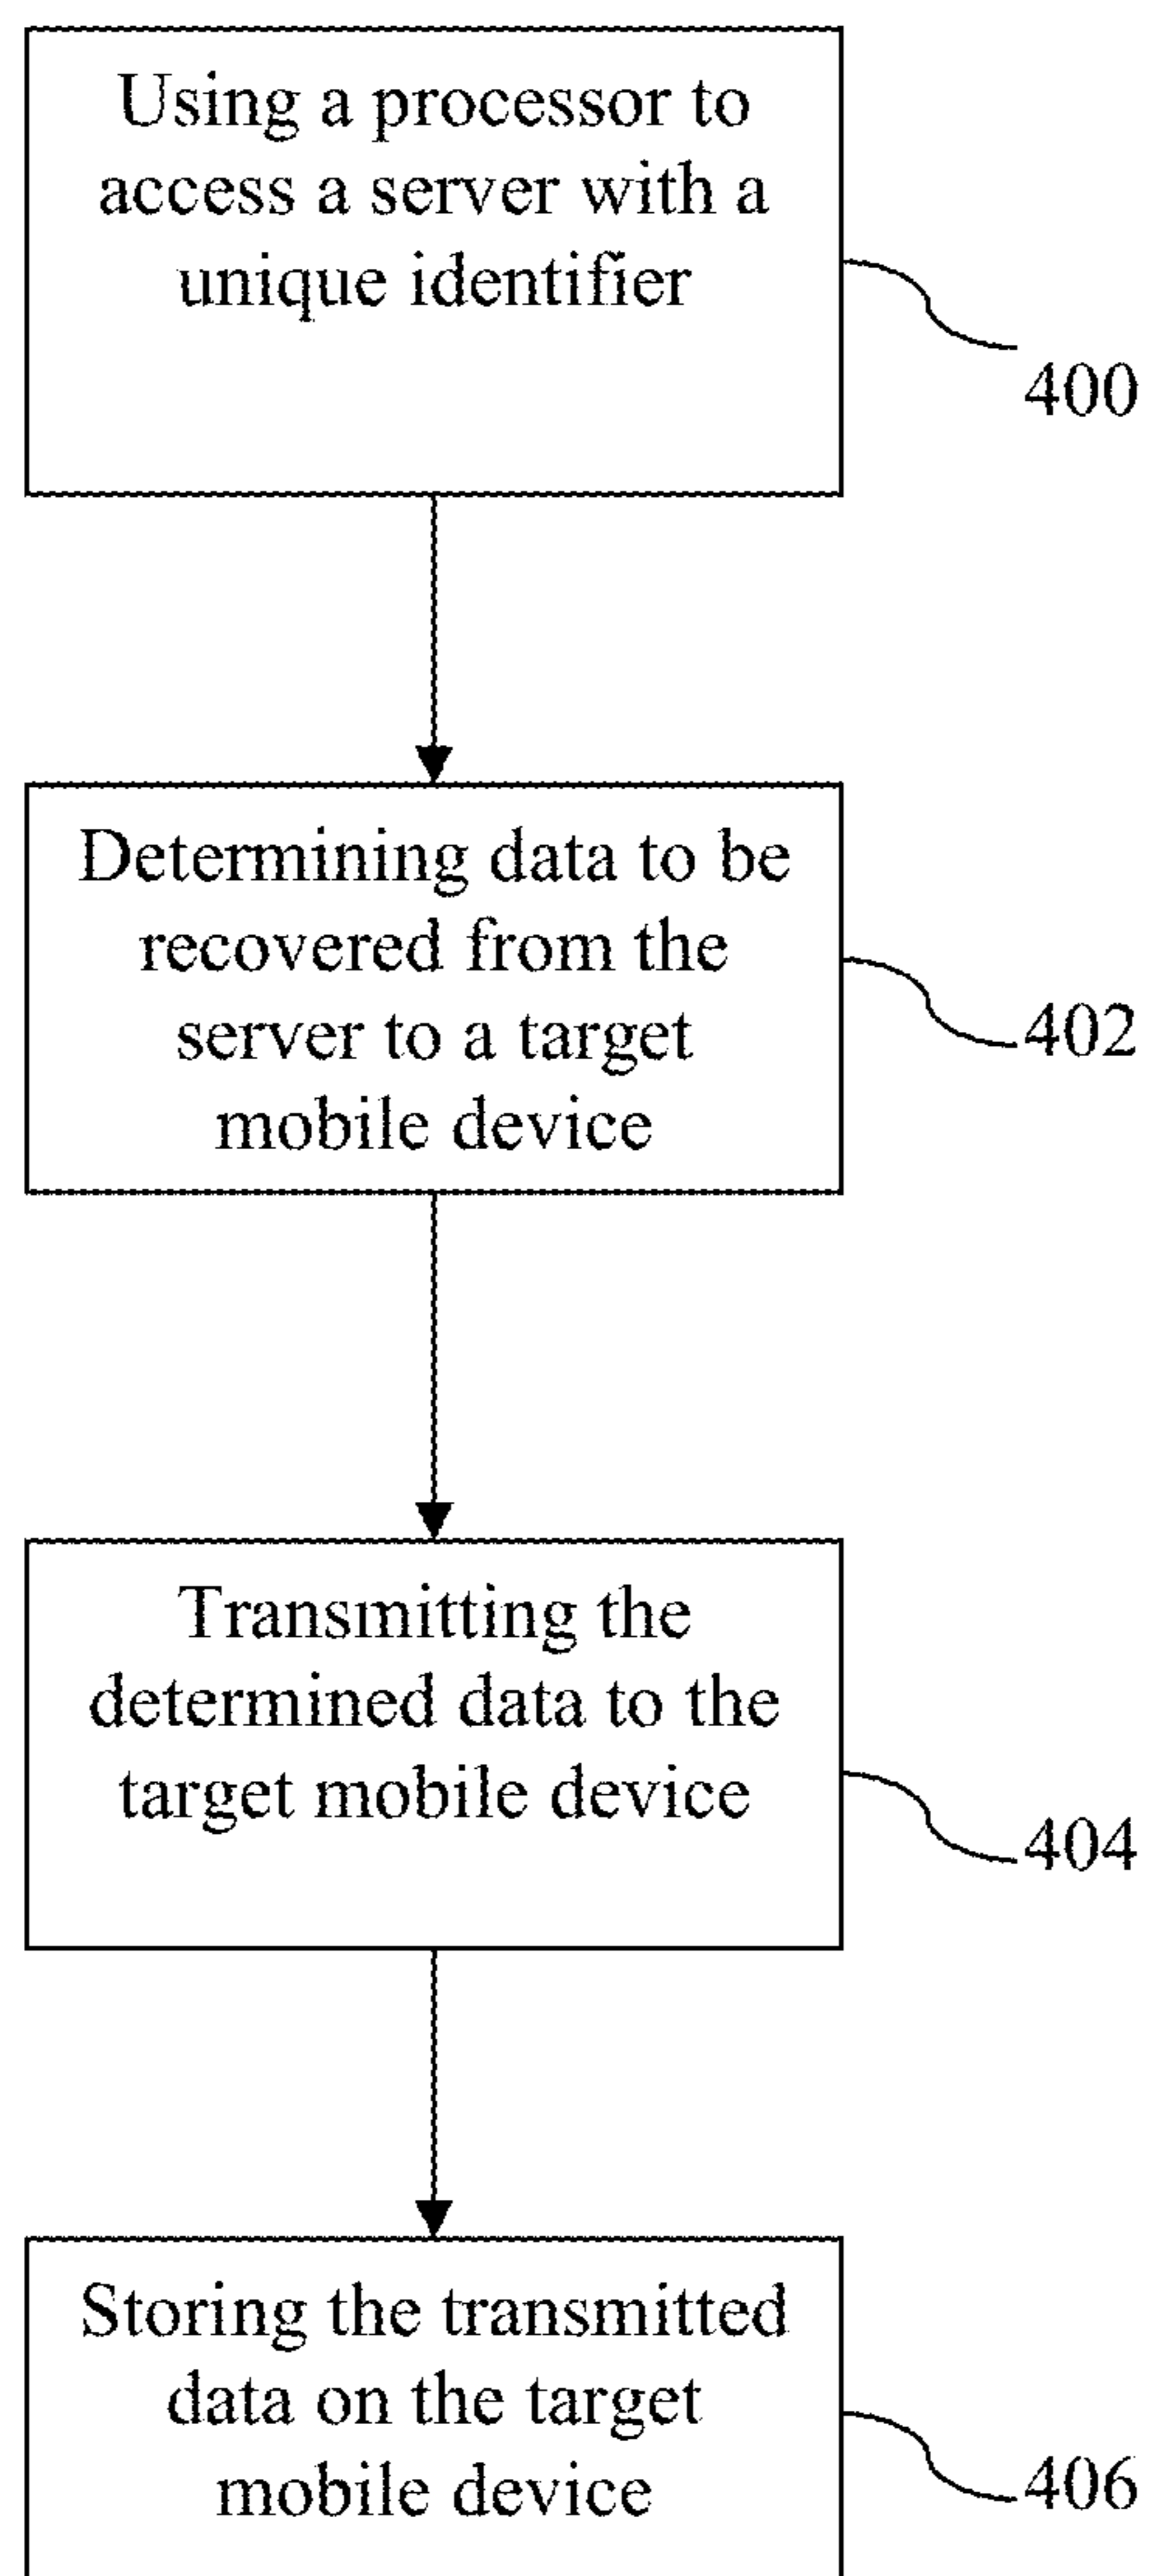 Using a processor to
access a server with a
unique identifier
400
Determining data to be
recovered from the
server to a target
mobile device
402
Transmitting the
determined data to the
target mobile device
404
Storing the transmitted
data on the target
mobile device
406